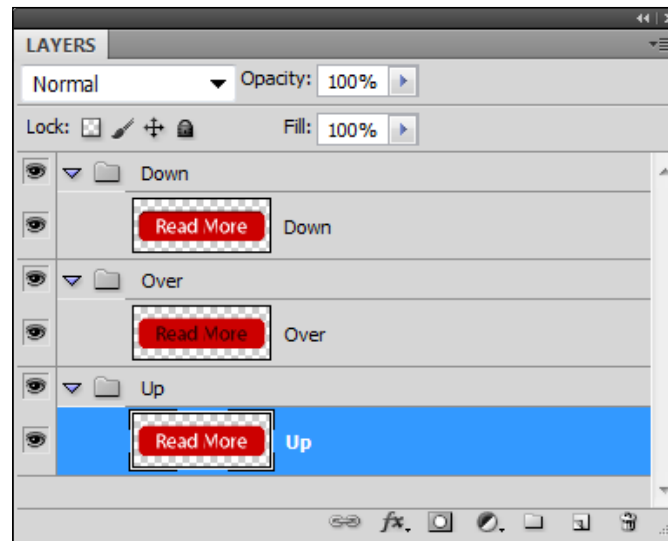 LAYERS
Normal Opacity: 100%
Lock: Fill: 100%
Down
Read More Down
Over
Read More Over
Up
Read More Up
fx.